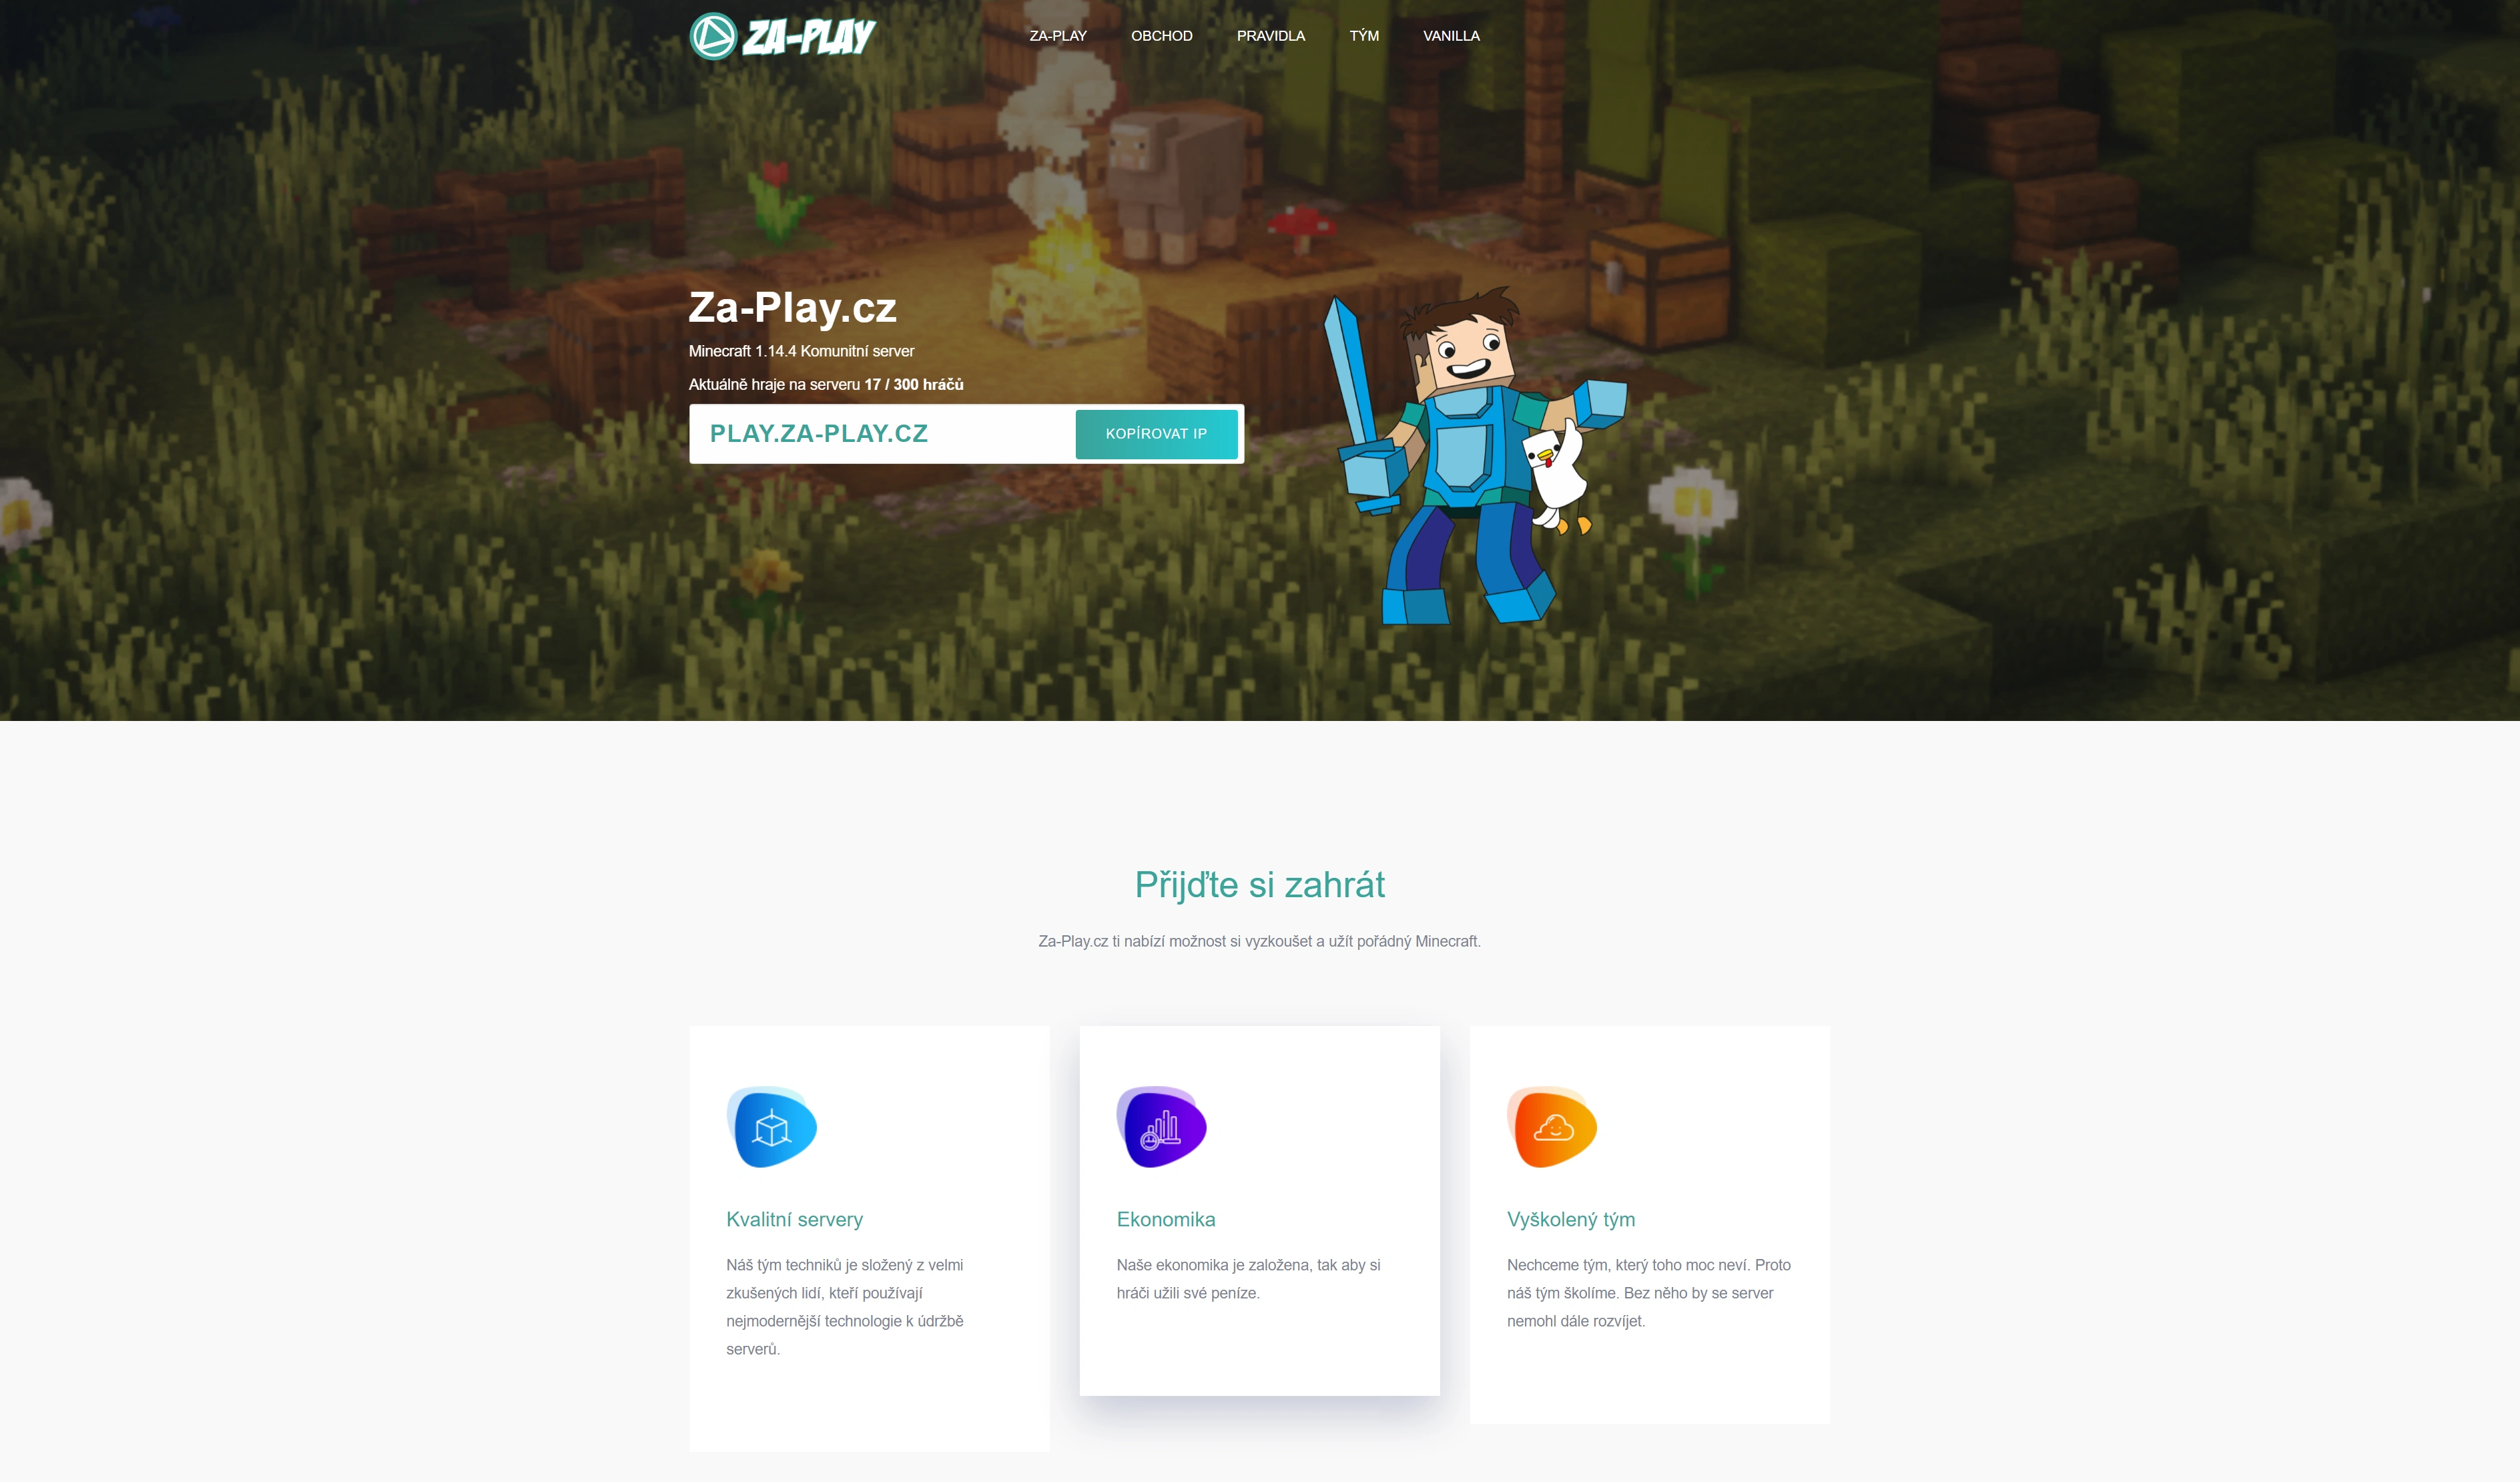 ZA-PLAY
ZA-PLAY OBCHOD PRAVIDLA TÝM VANILLA
Za-Play.cz
Minecraft 1.14.4 Komunitní server
Aktuálně hraje na serveru 17 / 300 hráčů
PLAY.ZA-PLAY.CZ
KOPÍROVAT IP
Přijďte si zahrát
Za-Play.cz ti nabízí možnost si vyzkoušet a užít pořádný Minecraft.
Kvalitní servery
Náš tým techniků je složený z velmi
zkušených lidí, kteří používají
nejmodernější technologie k údržbě
serverů.
Ekonomika
Naše ekonomika je založena, tak aby si
hráči užili své peníze.
Vyškolený tým
Nechceme tým, který toho moc neví. Proto
náš tým školíme. Bez něho by se server
nemohl dále rozvíjet.